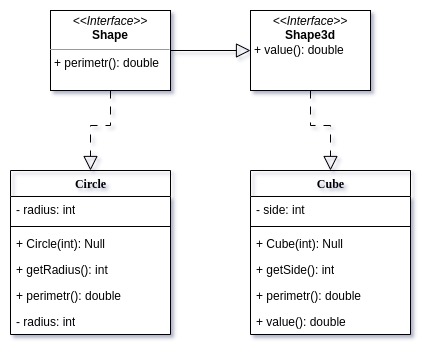 <<Interface>>
Shape
+ perimetr(): double
<<Interface>>
Shape3d
+ value(): double
Circle
- radius: int
+ Circle(int): Null
+ getRadius(): int
+ perimetr(): double
- radius: int
Cube
- side: int
+ Cube(int): Null
+ getSide(): int
+ perimetr(): double
+ value(): double